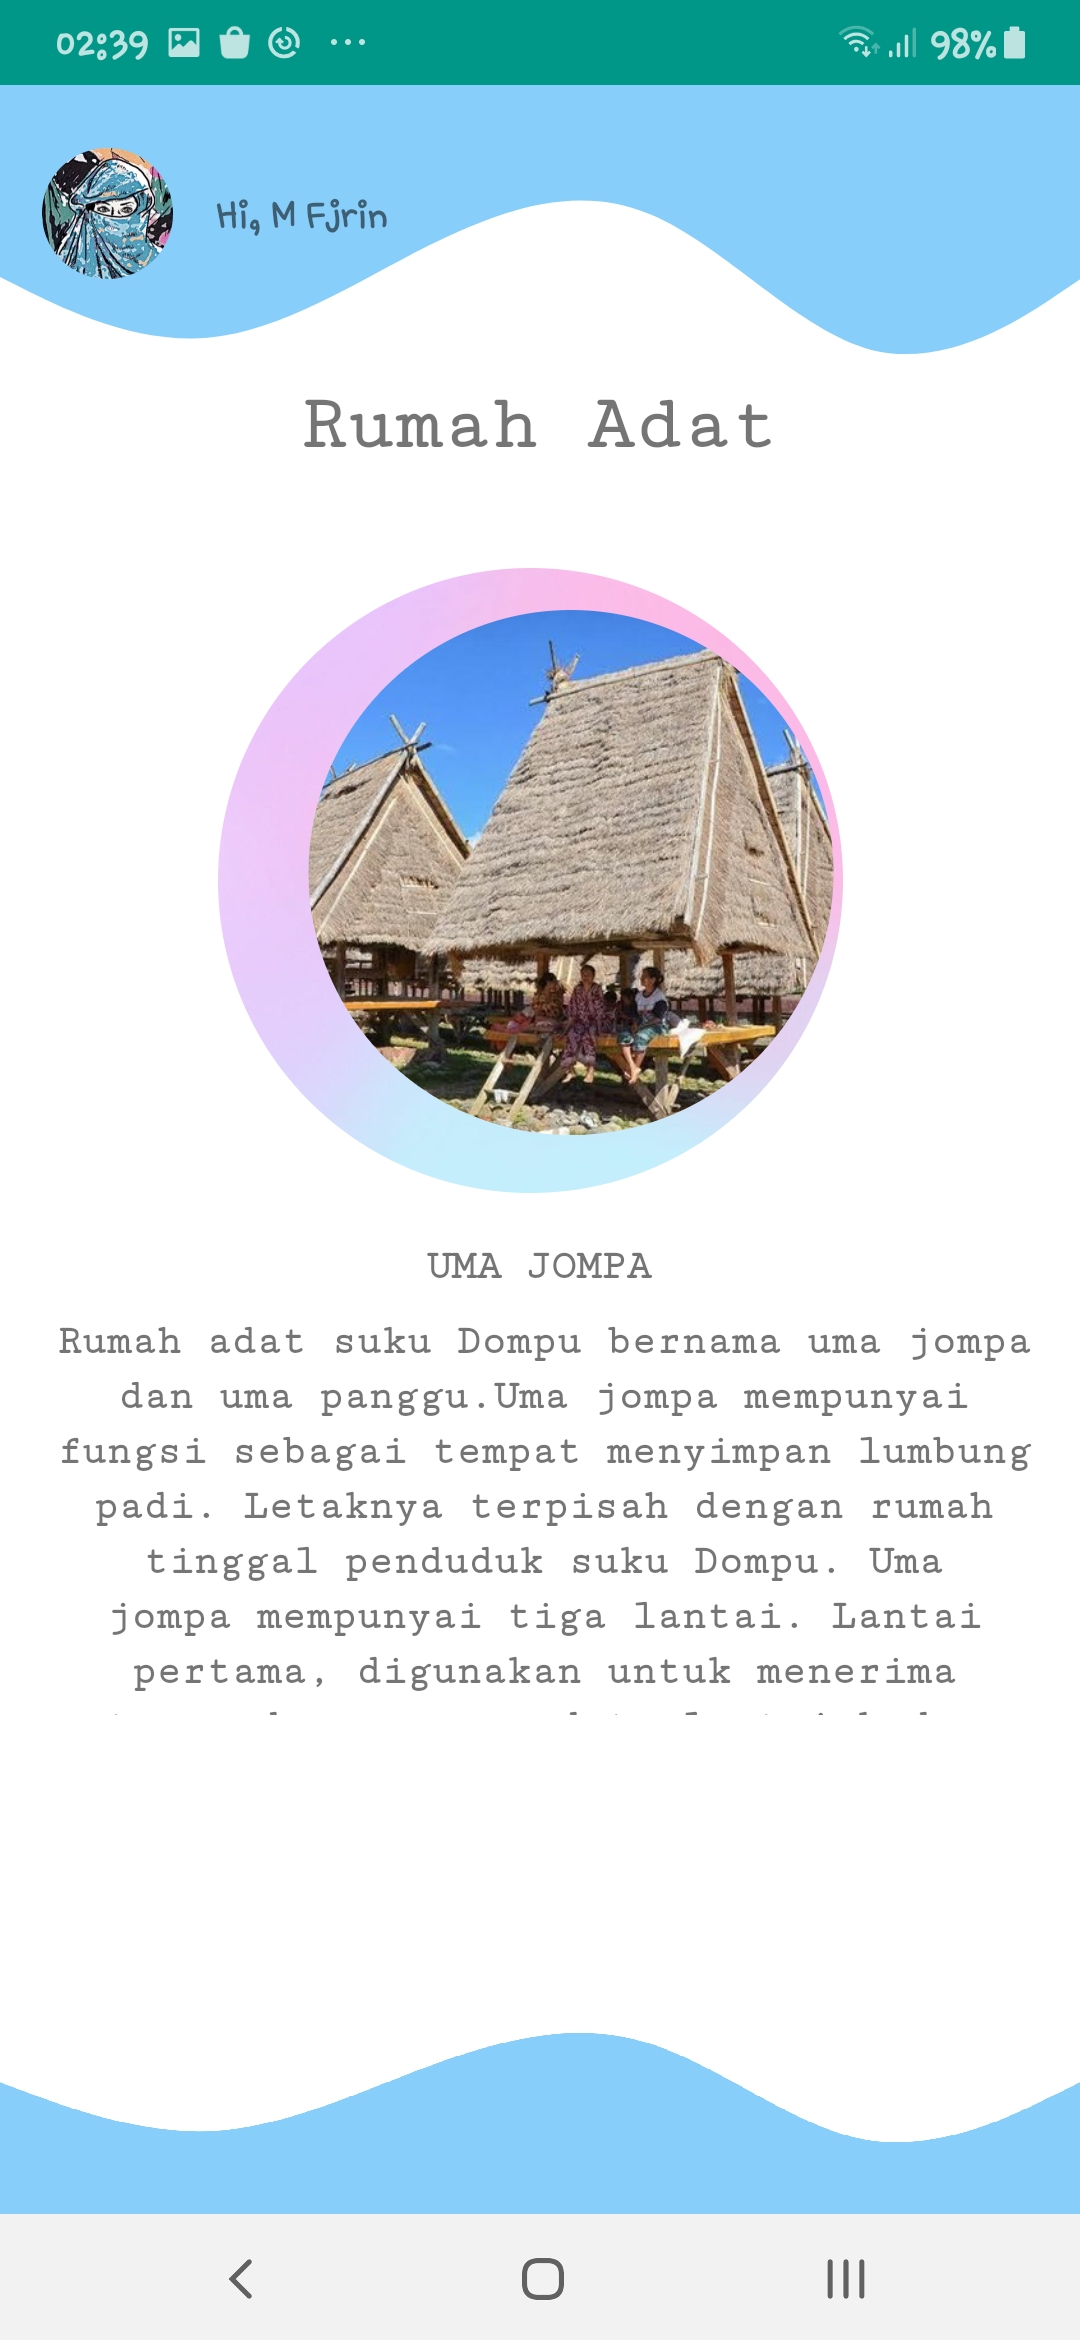 02:39
98%
Hi, M Fjrin
Rumah Adat
UMA JOMPA
Rumah adat suku Dompu bernama uma jompa
dan uma panggu.Uma jompa mempunyai
fungsi sebagai tempat menyimpan lumbung
padi. Letaknya terpisah dengan rumah
tinggal penduduk suku Dompu. Uma
jompa mempunyai tiga lantai. Lantai
pertama, digunakan untuk menerima